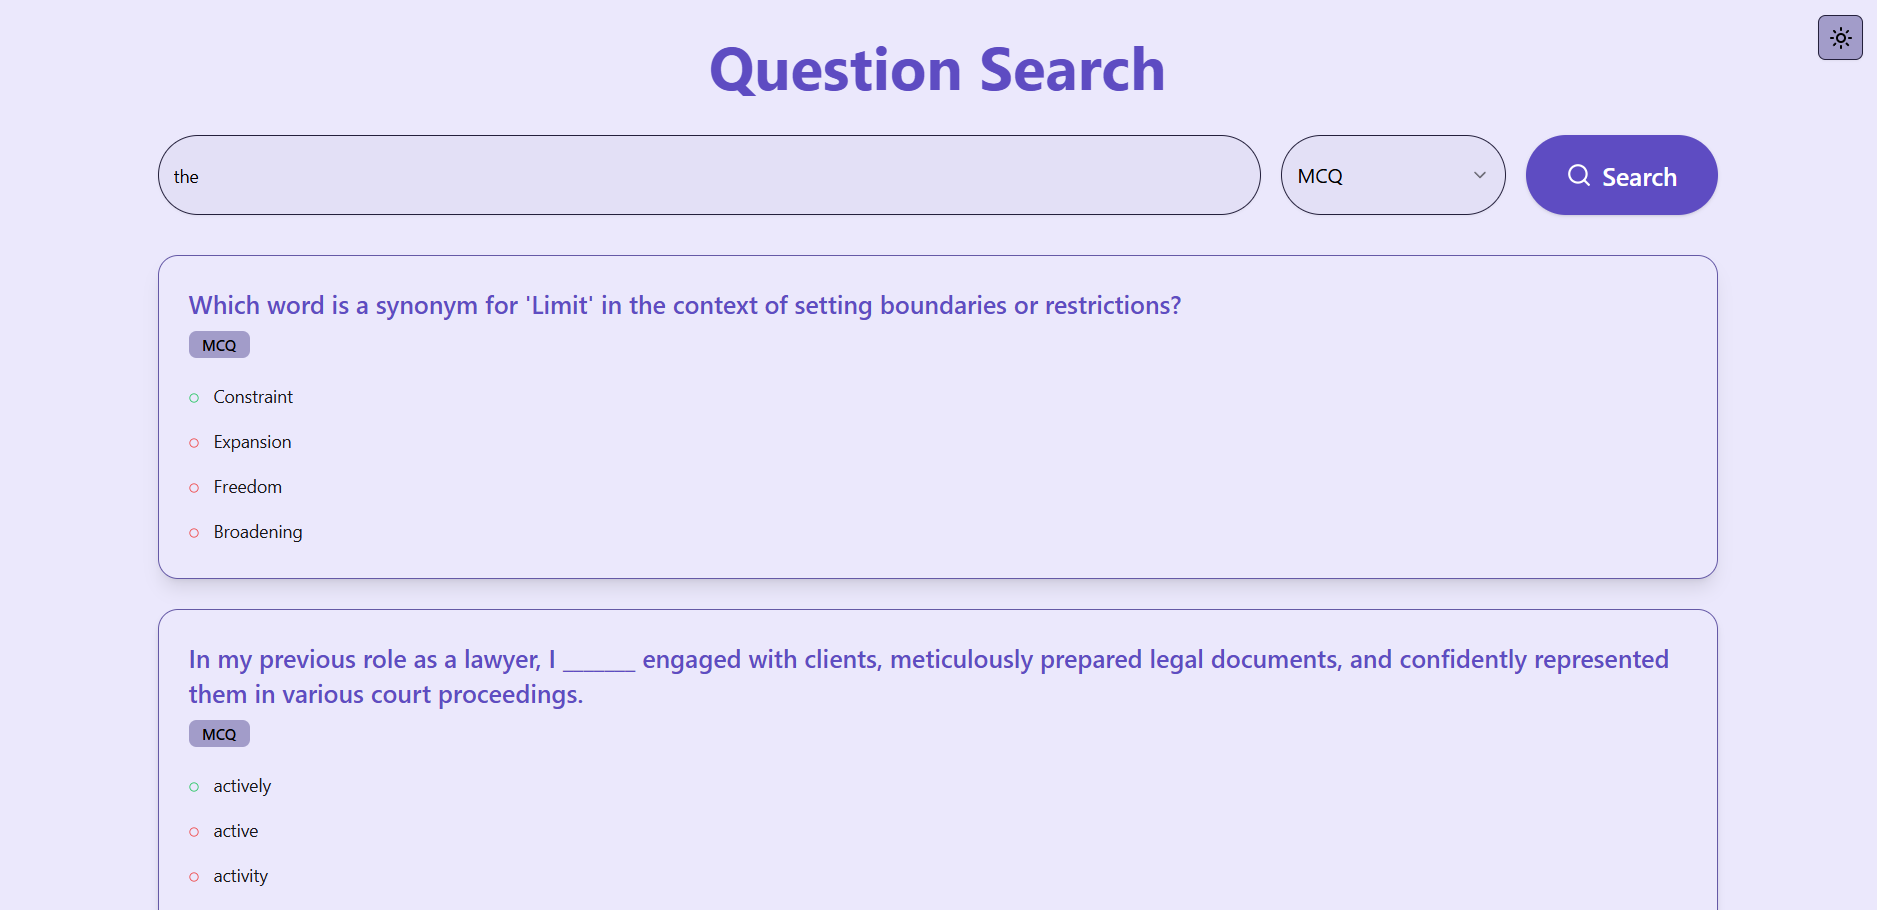 Question Search
the
MCQ
Search
Which word is a synonym for 'Limit' in the context of setting boundaries or restrictions?
MCQ
Constraint
Expansion
Freedom
Broadening
In my previous role as a lawyer, I ______ engaged with clients, meticulously prepared legal documents, and confidently represented
them in various court proceedings.
MCQ
actively
active
activity